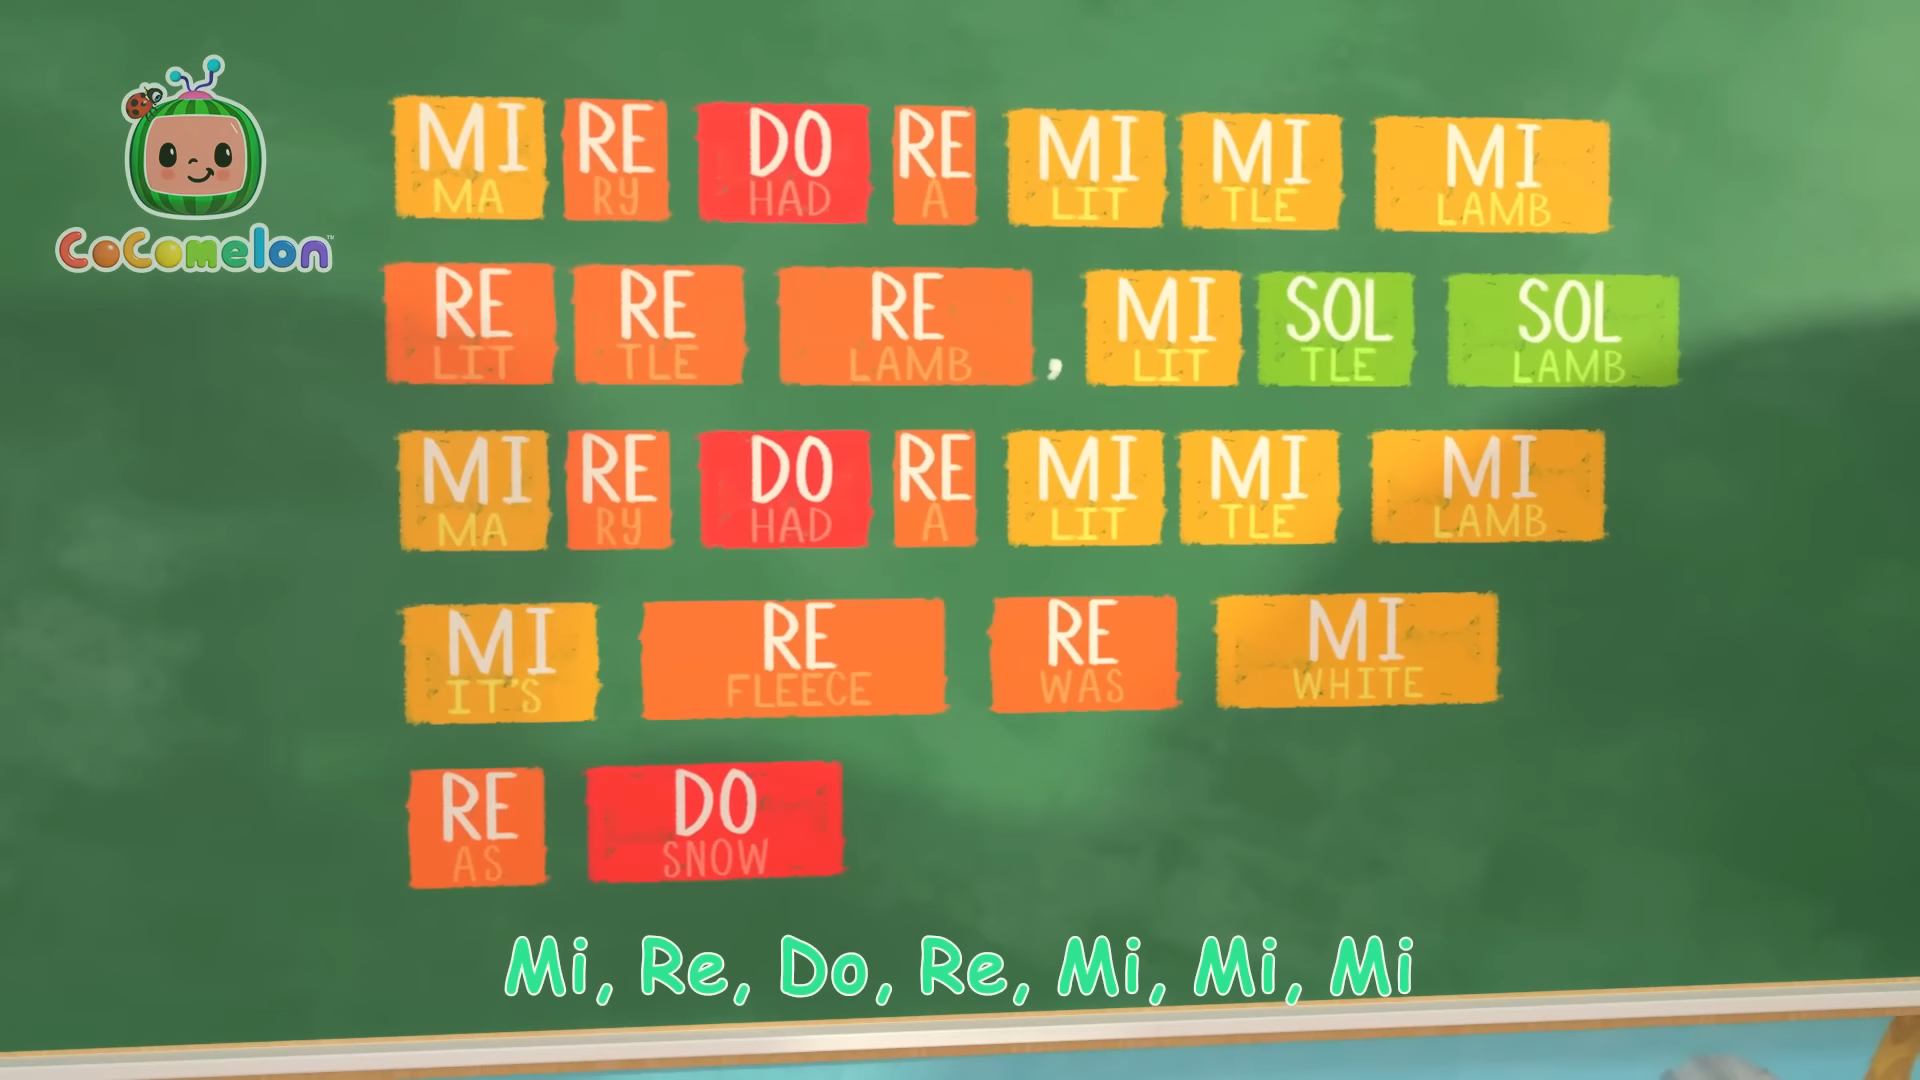 CoComelon™
MI RE DO RE MI MI MI
MA RY HAD A LIT TLE LAMB
RE RE RE , MI SOL SOL
LIT TLE LAMB LIT TLE LAMB
MI RE DO RE MI MI MI
MA RY HAD A LIT TLE LAMB
MI RE RE MI
IT'S FLEECE WAS WHITE
RE DO
AS SNOW
Mi, Re, Do, Re, Mi, Mi, Mi